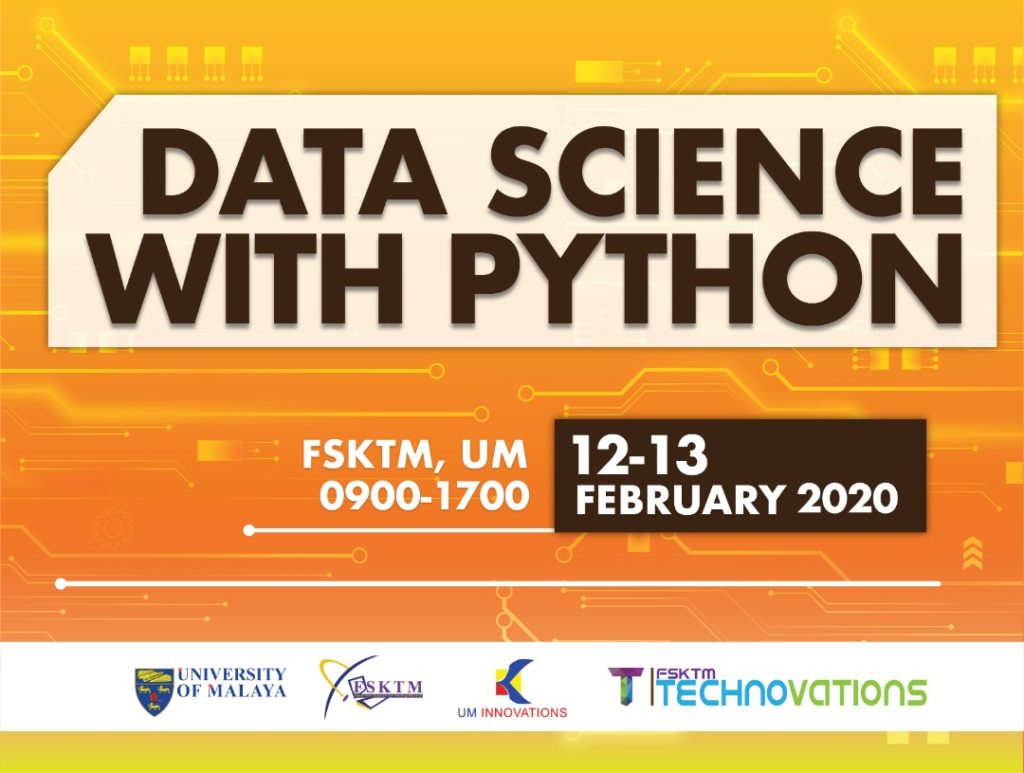 DATA SCIENCE
WITH PYTHON
FSKTM, UM
0900-1700
12-13
FEBRUARY 2020
UNIVERSITY
OF MALAYA
FSKTM
UM INNOVATIONS
FSKTM
TECHNOVATIONS